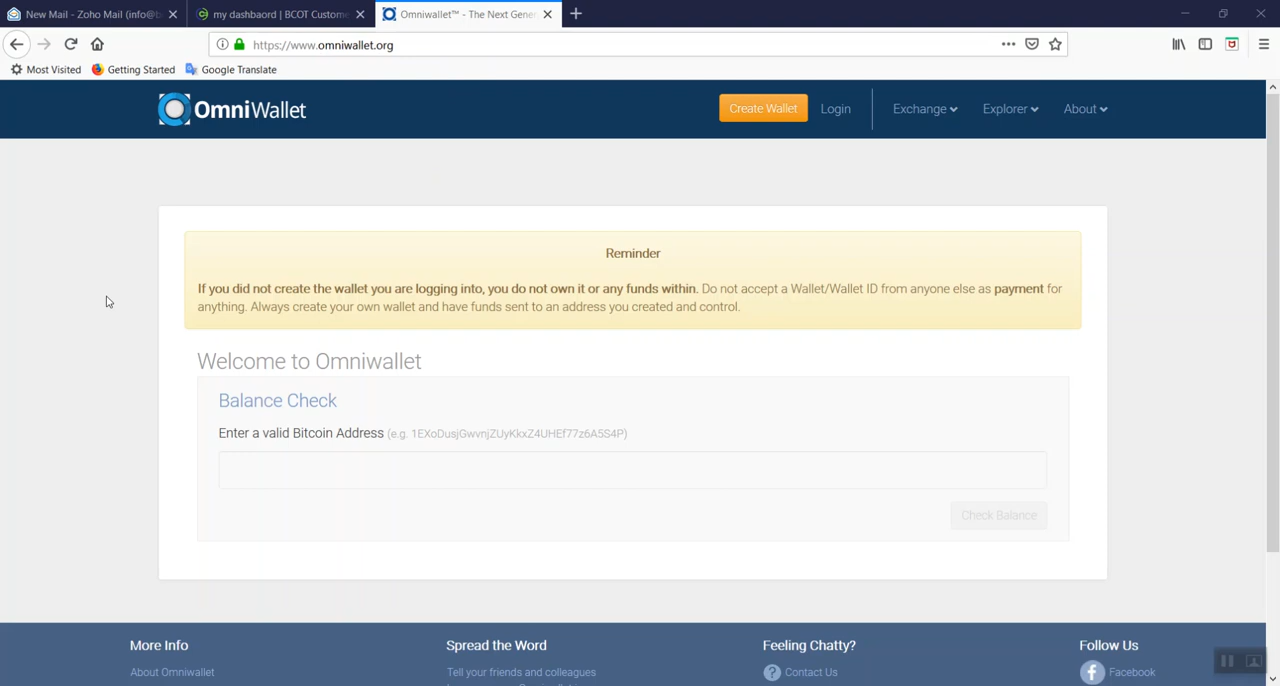 New Mail - Zoho Mail (info@b
my dashbaord | BCOT Custome
Omniwallet™ - The Next Gene
https://www.omniwallet.org
Most Visited
Getting Started
Google Translate
OmniWallet
Create Wallet
Login
Exchange
Explorer
About
Reminder
If you did not create the wallet you are logging into, you do not own it or any funds within. Do not accept a Wallet/Wallet ID from anyone else as payment for
anything. Always create your own wallet and have funds sent to an address you created and control.
Welcome to Omniwallet
Balance Check
Enter a valid Bitcoin Address (e.g. 1EXoDusjGwvnjZUyKkxZ4UHEf77z6A5S4P)
Check Balance
More Info
Spread the Word
Feeling Chatty?
Follow Us
About Omniwallet
Tell your friends and colleagues
Contact Us
Facebook